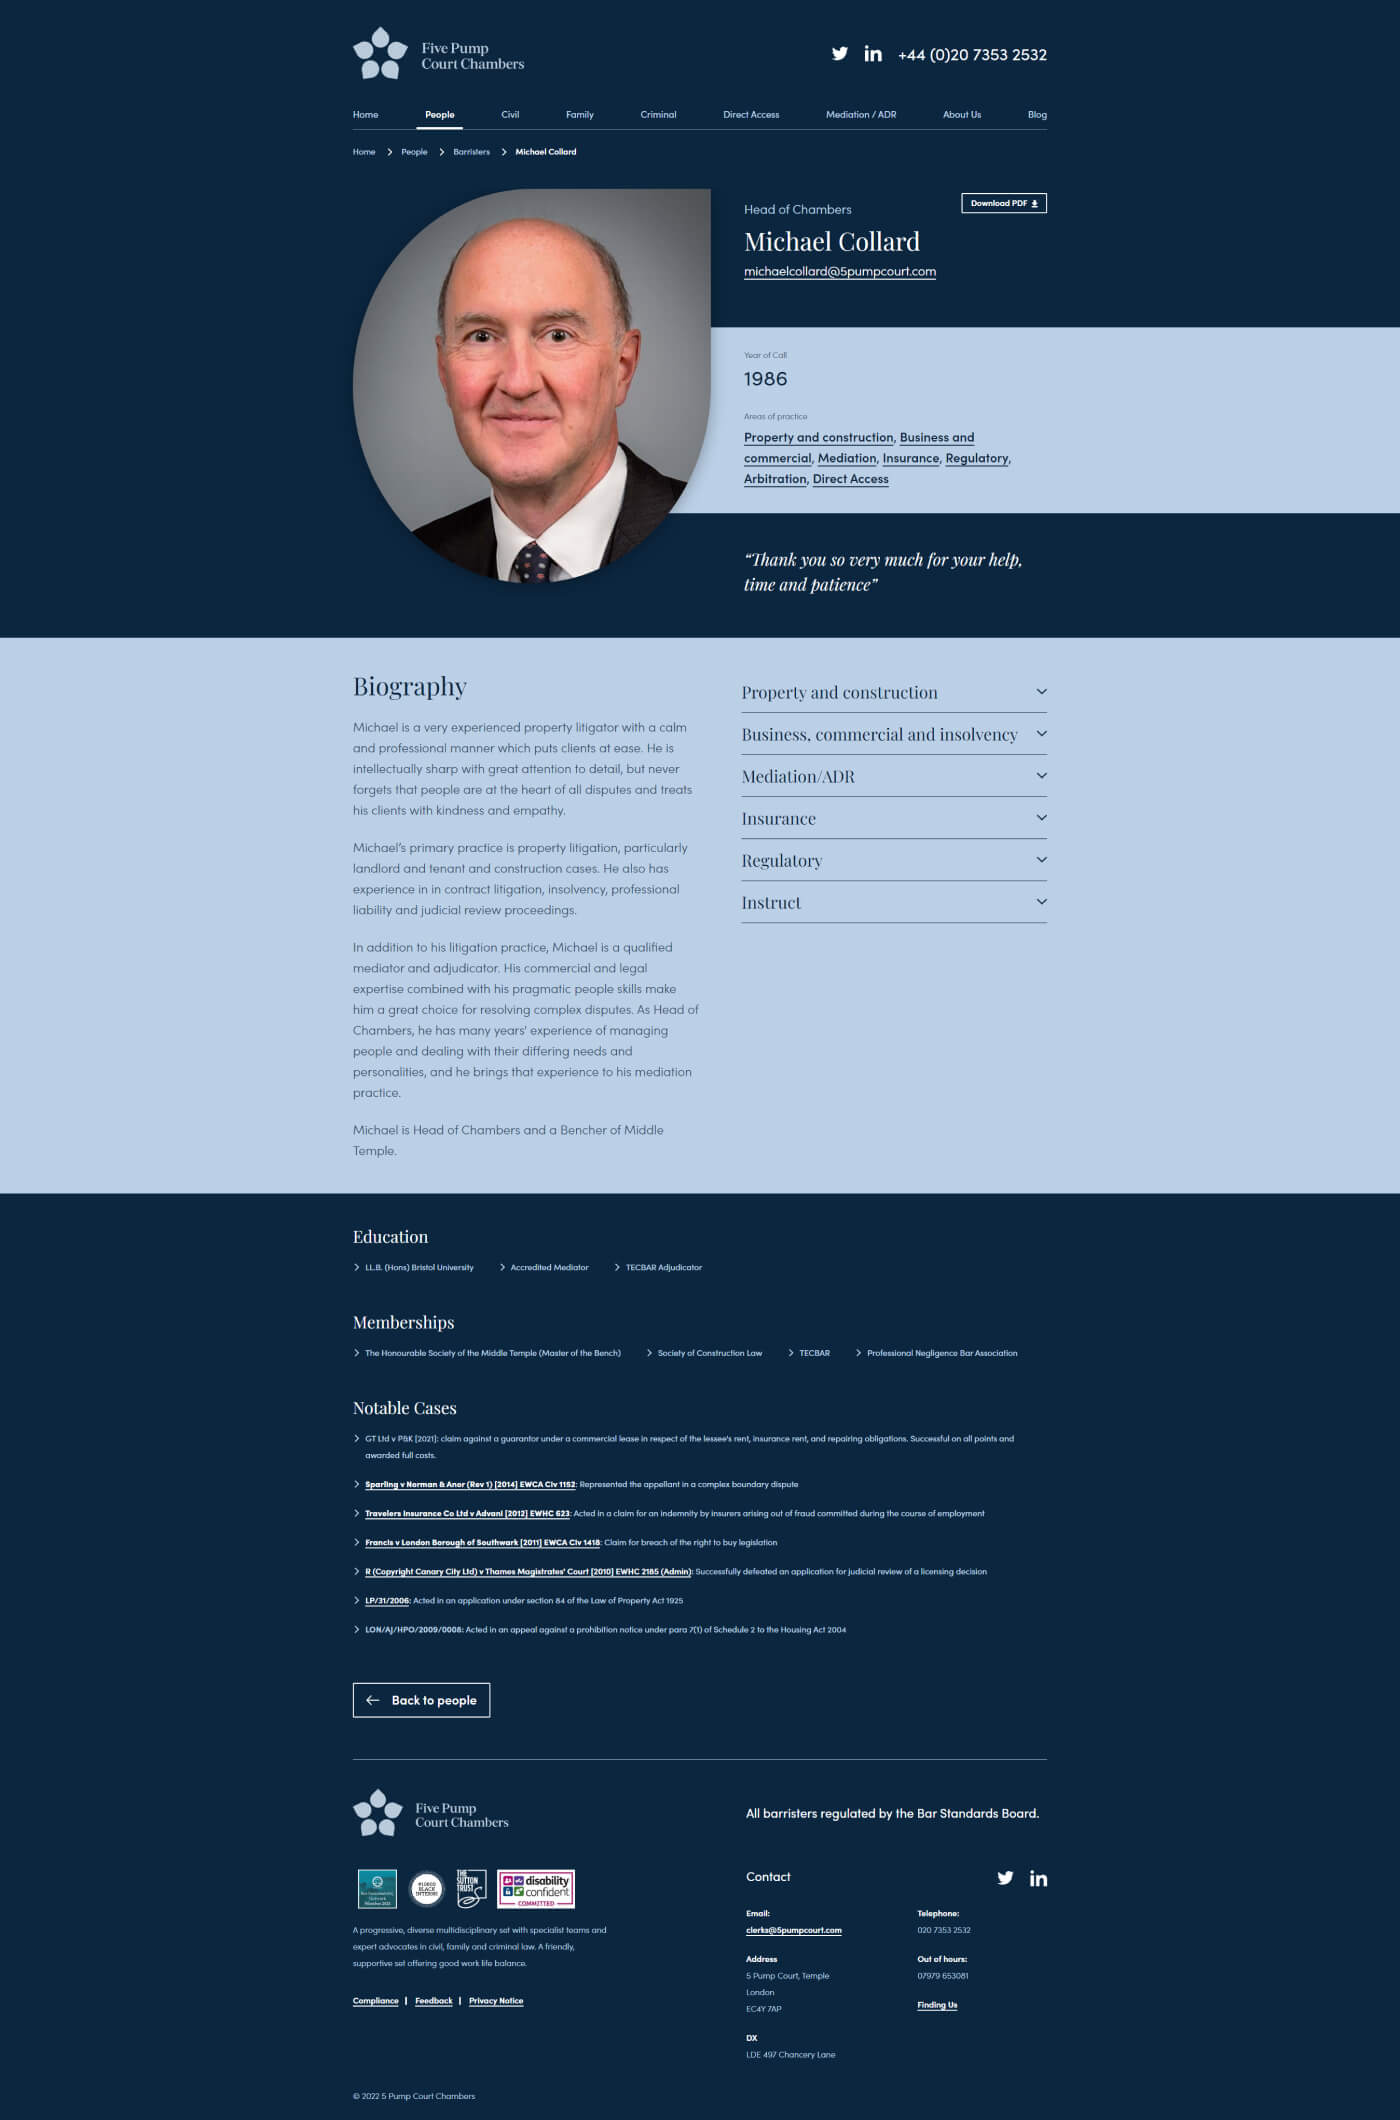 Five Pump
Court Chambers
+44 (0)20 7353 2532
Home People Civil Family Criminal Direct Access Mediation / ADR About Us Blog
Home People Barristers Michael Collard
Download PDF
Head of Chambers
Michael Collard
michaelcollard@5pumpcourt.com
Year of Call
1986
Areas of practice
Property and construction, Business and
commercial, Mediation, Insurance, Regulatory,
Arbitration, Direct Access
“Thank you so very much for your help,
time and patience”
Biography
Michael is a very experienced property litigator with a calm
and professional manner which puts clients at ease. He is
intellectually sharp with great attention to detail, but never
forgets that people are at the heart of all disputes and treats
his clients with kindness and empathy.
Michael’s primary practice is property litigation, particularly
landlord and tenant and construction cases. He also has
experience in in contract litigation, insolvency, professional
liability and judicial review proceedings.
In addition to his litigation practice, Michael is a qualified
mediator and adjudicator. His commercial and legal
expertise combined with his pragmatic people skills make
him a great choice for resolving complex disputes. As Head of
Chambers, he has many years’ experience of managing
people and dealing with their differing needs and
personalities, and he brings that experience to his mediation
practice.
Michael is Head of Chambers and a Bencher of Middle
Temple.
Property and construction
Business, commercial and insolvency
Mediation/ADR
Insurance
Regulatory
Instruct
Education
LL.B. (Hons) Bristol University Accredited Mediator TECBAR Adjudicator
Memberships
The Honourable Society of the Middle Temple (Master of the Bench) Society of Construction Law TECBAR Professional Negligence Bar Association
Notable Cases
GT Ltd v P&K [2021]: claim against a guarantor under a commercial lease in respect of the lessee's rent, insurance rent, and repairing obligations. Successful on all points and
awarded full costs.
Sparling v Norman & Anor (Rev 1) [2014] EWCA Civ 1152: Represented the appellant in a complex boundary dispute
Travelers Insurance Co Ltd v Advani [2012] EWHC 623: Acted in a claim for an indemnity by insurers arising out of fraud committed during the course of employment
Francis v London Borough of Southwark [2011] EWCA Civ 1418: Claim for breach of the right to buy legislation
R (Copyright Canary City Ltd) v Thames Magistrates' Court [2010] EWHC 2185 (Admin): Successfully defeated an application for judicial review of a licensing decision
LP/31/2006: Acted in an application under section 84 of the Law of Property Act 1925
LON/AJ/HPO/2009/0008: Acted in an appeal against a prohibition notice under para 7(1) of Schedule 2 to the Housing Act 2004
Back to people
Five Pump
Court Chambers
All barristers regulated by the Bar Standards Board.
#10000
BLACK
INTERNS
THE
SUTTON
TRUST
disability
confident
COMMITTED
A progressive, diverse multidisciplinary set with specialist teams and
expert advocates in civil, family and criminal law. A friendly,
supportive set offering good work life balance.
Compliance | Feedback | Privacy Notice
Contact
Email:
clerks@5pumpcourt.com
Address
5 Pump Court, Temple
London
EC4Y 7AP
DX
LDE 497 Chancery Lane
Telephone:
020 7353 2532
Out of hours:
07979 653081
Finding Us
© 2022 5 Pump Court Chambers